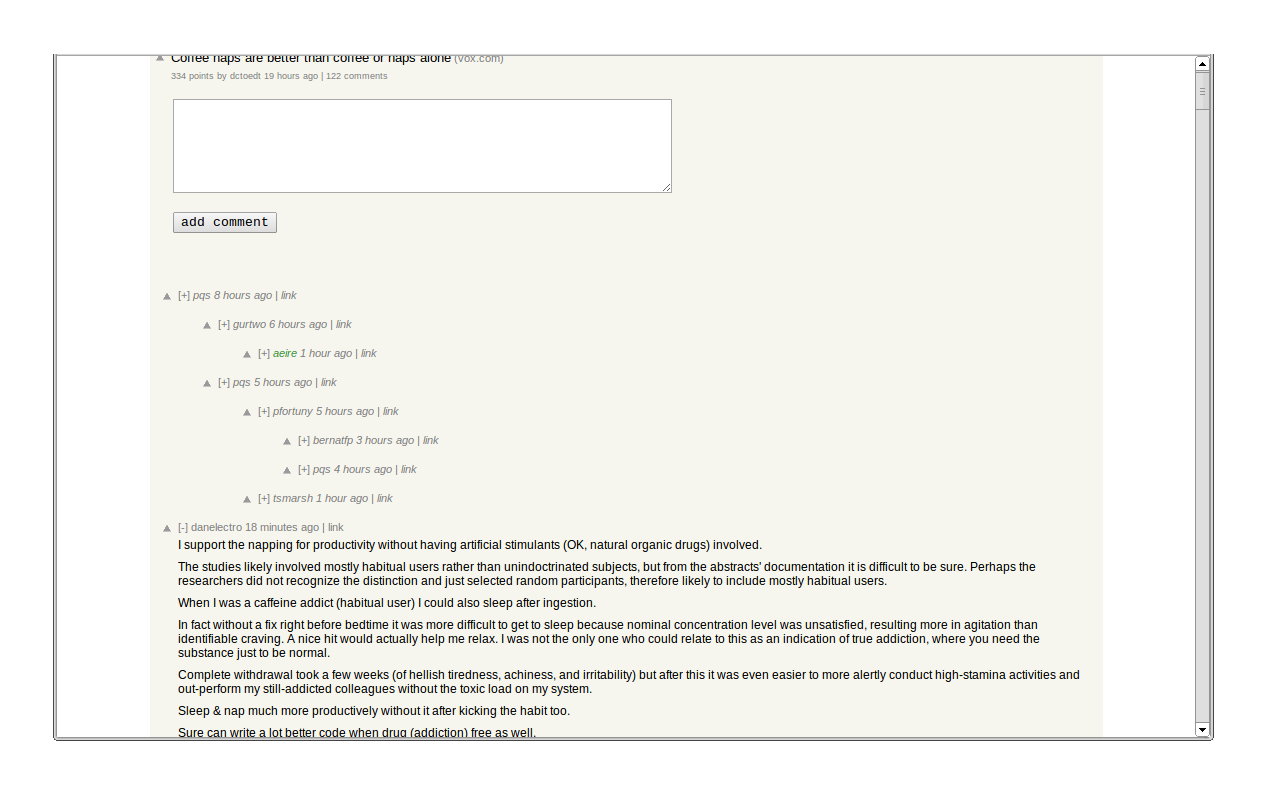 Coffee naps are better than coffee or naps alone (vox.com)
334 points by dctoedt 19 hours ago | 122 comments
add comment
[+] pqs 8 hours ago | link
[+] gurtwo 6 hours ago | link
[+] aeire 1 hour ago | link
[+] pqs 5 hours ago | link
[+] pfortuny 5 hours ago | link
[+] bernatfp 3 hours ago | link
[+] pqs 4 hours ago | link
[+] tsmarsh 1 hour ago | link
[-] danelectro 18 minutes ago | link
I support the napping for productivity without having artificial stimulants (OK, natural organic drugs) involved.
The studies likely involved mostly habitual users rather than unindoctrinated subjects, but from the abstracts' documentation it is difficult to be sure. Perhaps the
researchers did not recognize the distinction and just selected random participants, therefore likely to include mostly habitual users.
When I was a caffeine addict (habitual user) I could also sleep after ingestion.
In fact without a fix right before bedtime it was more difficult to get to sleep because nominal concentration level was unsatisfied, resulting more in agitation than
identifiable craving. A nice hit would actually help me relax. I was not the only one who could relate to this as an indication of true addiction, where you need the
substance just to be normal.
Complete withdrawal took a few weeks (of hellish tiredness, achiness, and irritability) but after this it was even easier to more alertly conduct high-stamina activities and
out-perform my still-addicted colleagues without the toxic load on my system.
Sleep & nap much more productively without it after kicking the habit too.
Sure can write a lot better code when drug (addiction) free as well.